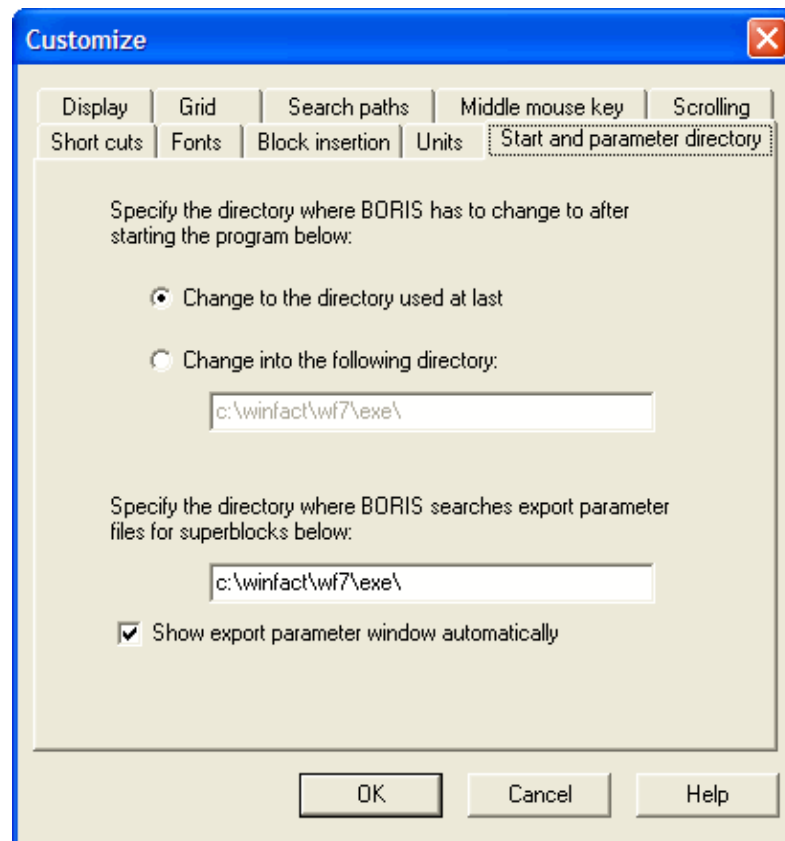 Customize
Display Grid Search paths Middle mouse key Scrolling
Short cuts Fonts Block insertion Units Start and parameter directory
Specify the directory where BORIS has to change to after
starting the program below:
Change to the directory used at last
Change into the following directory:
c:\winfact\wf7\exe\
Specify the directory where BORIS searches export parameter
files for superblocks below:
c:\winfact\wf7\exe\
Show export parameter window automatically
OK Cancel Help